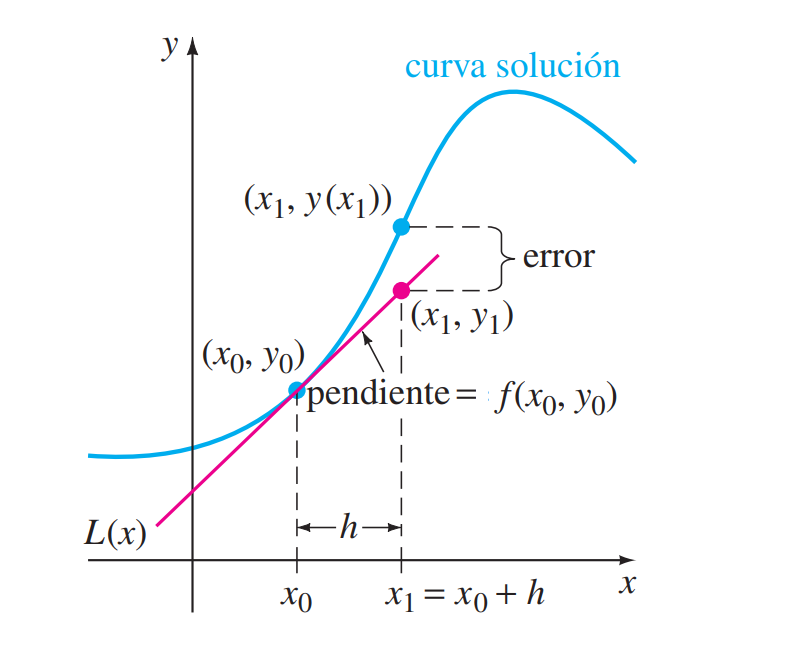 y
curva solución
(x₁, y(x₁))
error
(x₁, y₁)
(x₀, y₀)
pendiente = f(x₀, y₀)
L(x)
h
x₀
x₁ = x₀ + h
x